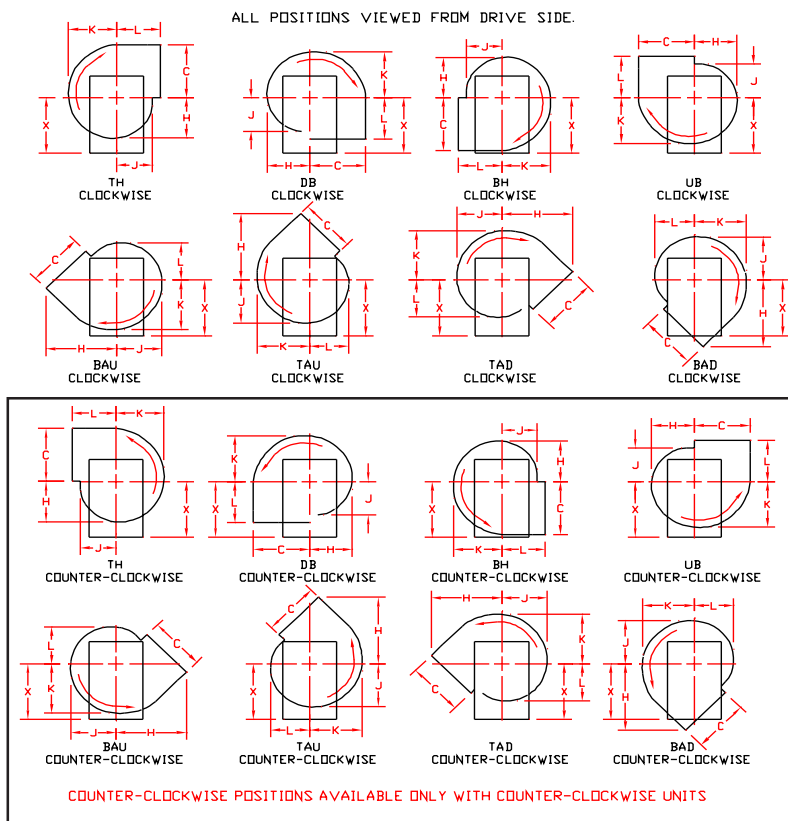 ALL POSITIONS VIEWED FROM DRIVE SIDE.
K L
C
X H
J
TH
CLOCKWISE
K
J L X
H C
DB
CLOCKWISE
J
H
C X
L K
BH
CLOCKWISE
C H
L J
K X
UB
CLOCKWISE
C L
K X
H J
BAU
CLOCKWISE
C
H
J X
K L
TAU
CLOCKWISE
J H
K
L X C
TAD
CLOCKWISE
L K
J
X H
C
BAD
CLOCKWISE
L K
C
H X
J
TH
COUNTER-CLOCKWISE
K
X L J
C H
DB
COUNTER-CLOCKWISE
J
H
X C
K L
BH
COUNTER-CLOCKWISE
H C
J L
X K
UB
COUNTER-CLOCKWISE
L C
X K
J H
BAU
COUNTER-CLOCKWISE
C H
X J
L K
TAU
COUNTER-CLOCKWISE
H J
K
C X L
TAD
COUNTER-CLOCKWISE
K L
J
X H C
BAD
COUNTER-CLOCKWISE
COUNTER-CLOCKWISE POSITIONS AVAILABLE ONLY WITH COUNTER-CLOCKWISE UNITS